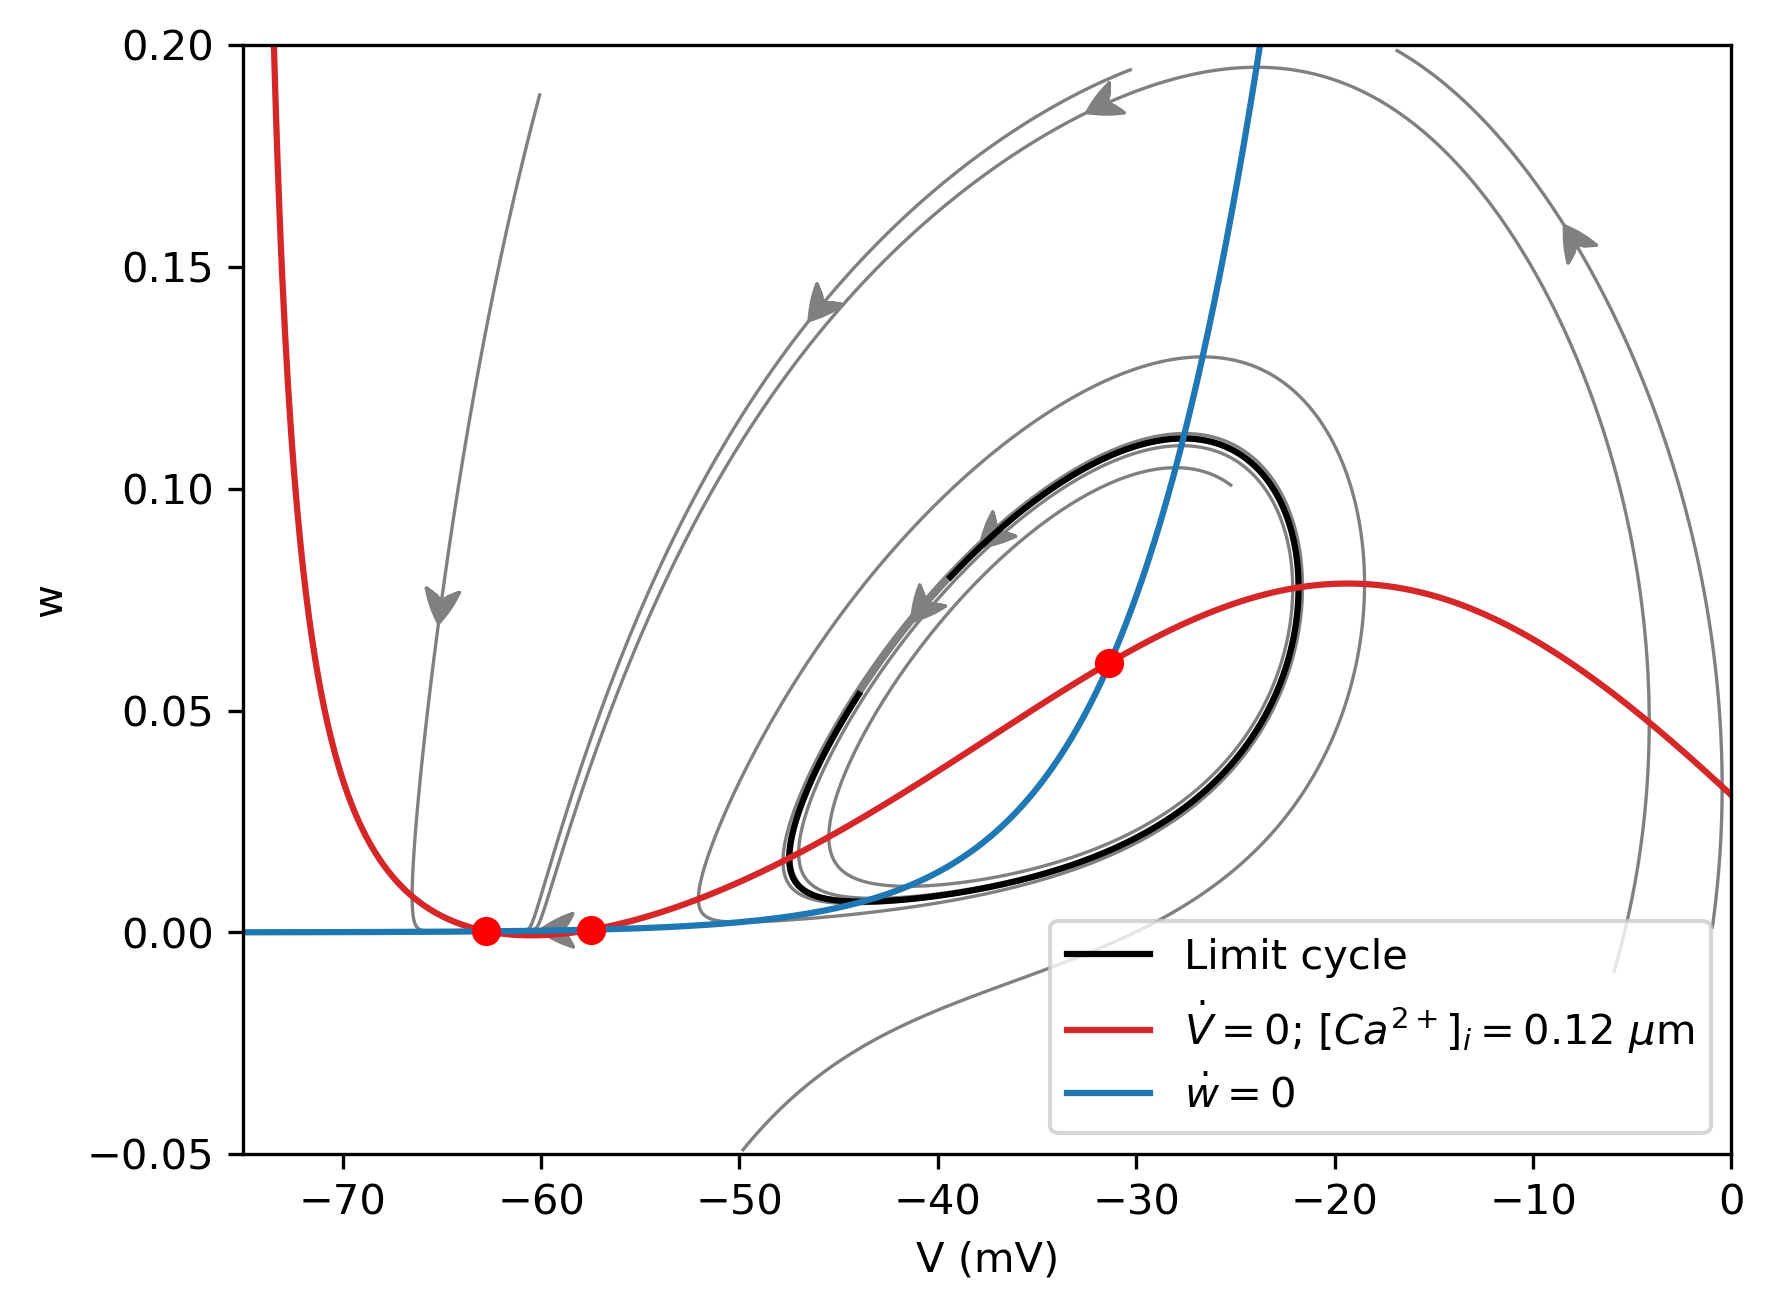 0.20
0.15
0.10
0.05
0.00
−0.05
w
−70 −60 −50 −40 −30 −20 −10 0
V (mV)
Limit cycle
V̇ = 0; [Ca²⁺]ᵢ = 0.12 μm
ẇ = 0